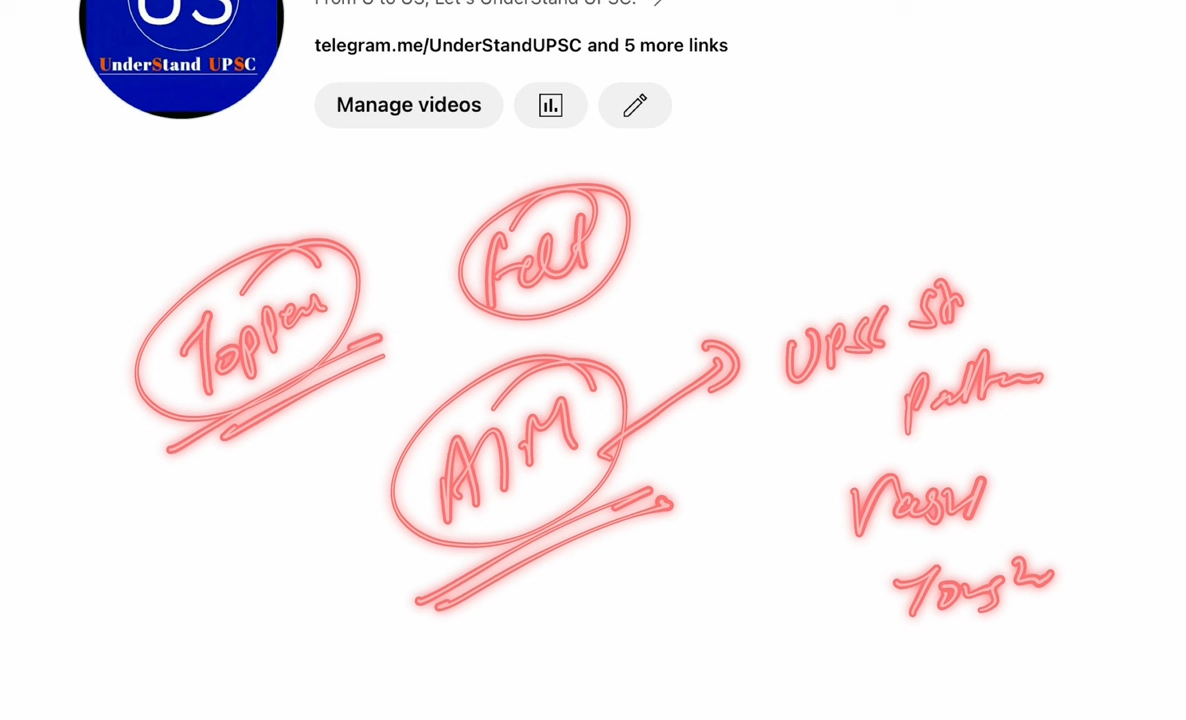 US
UnderStand UPSC
From U to US, Let's UnderStand UPSC!
telegram.me/UnderStandUPSC and 5 more links
Manage videos
Felt
Topper
AIM
UPSC
Pattern